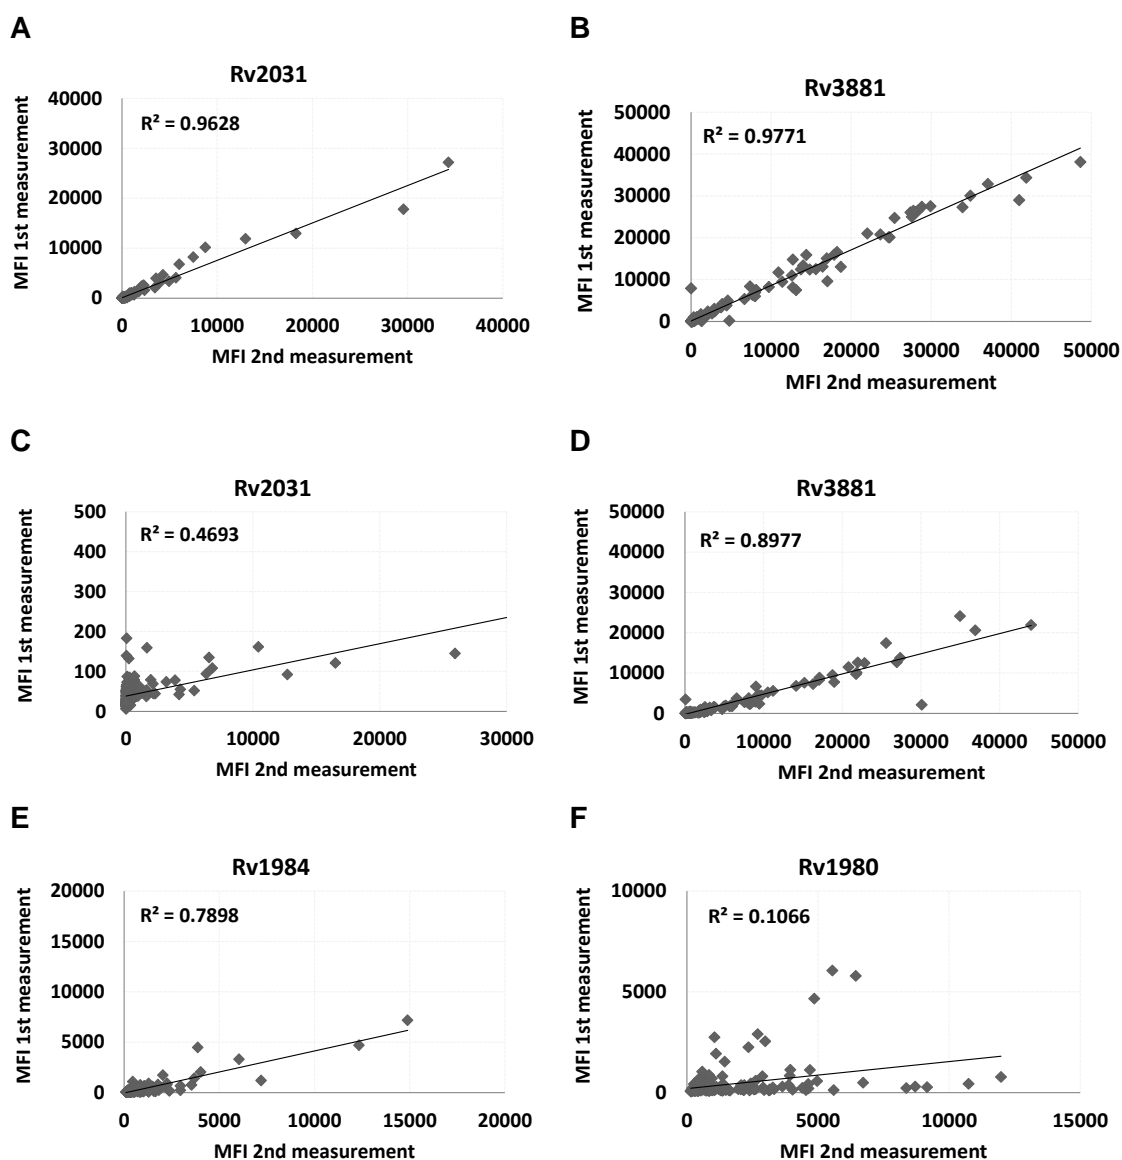 A
Rv2031
MFI 1st measurement
40000
30000
20000
10000
0
R² = 0.9628
0 10000 20000 30000 40000
MFI 2nd measurement
B
Rv3881
MFI 1st measurement
50000
40000
30000
20000
10000
0
R² = 0.9771
0 10000 20000 30000 40000 50000
MFI 2nd measurement
C
Rv2031
MFI 1st measurement
500
400
300
200
100
0
R² = 0.4693
0 10000 20000 30000
MFI 2nd measurement
D
Rv3881
MFI 1st measurement
50000
40000
30000
20000
10000
0
R² = 0.8977
0 10000 20000 30000 40000 50000
MFI 2nd measurement
E
Rv1984
MFI 1st measurement
20000
15000
10000
5000
0
R² = 0.7898
0 5000 10000 15000 20000
MFI 2nd measurement
F
Rv1980
MFI 1st measurement
10000
5000
0
R² = 0.1066
0 5000 10000 15000
MFI 2nd measurement